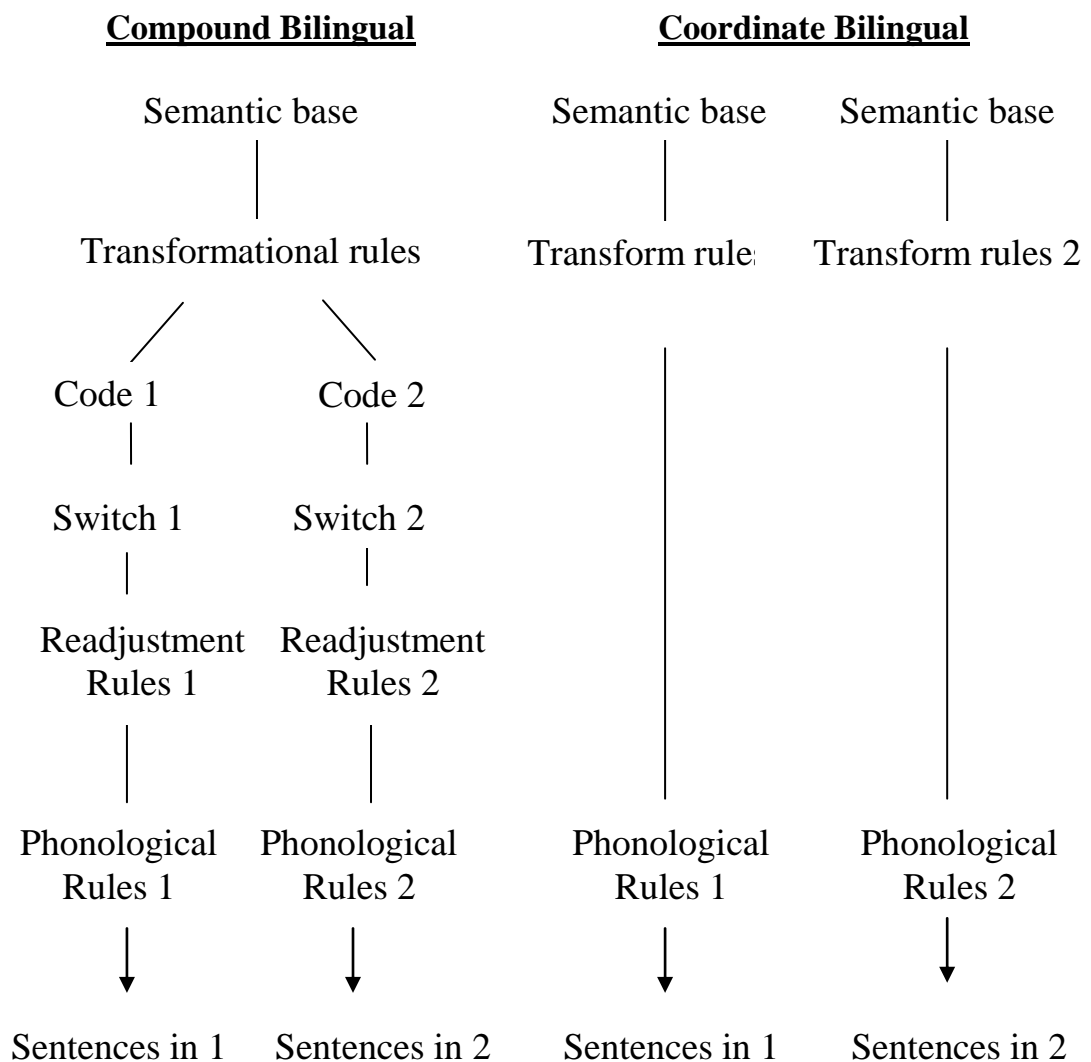 Compound Bilingual
Semantic base
Transformational rules
Code 1 Code 2
Switch 1 Switch 2
Readjustment Rules 1
Readjustment Rules 2
Phonological Rules 1
Phonological Rules 2
Sentences in 1 Sentences in 2
Coordinate Bilingual
Semantic base Semantic base
Transform rules Transform rules 2
Phonological Rules 1
Phonological Rules 2
Sentences in 1 Sentences in 2